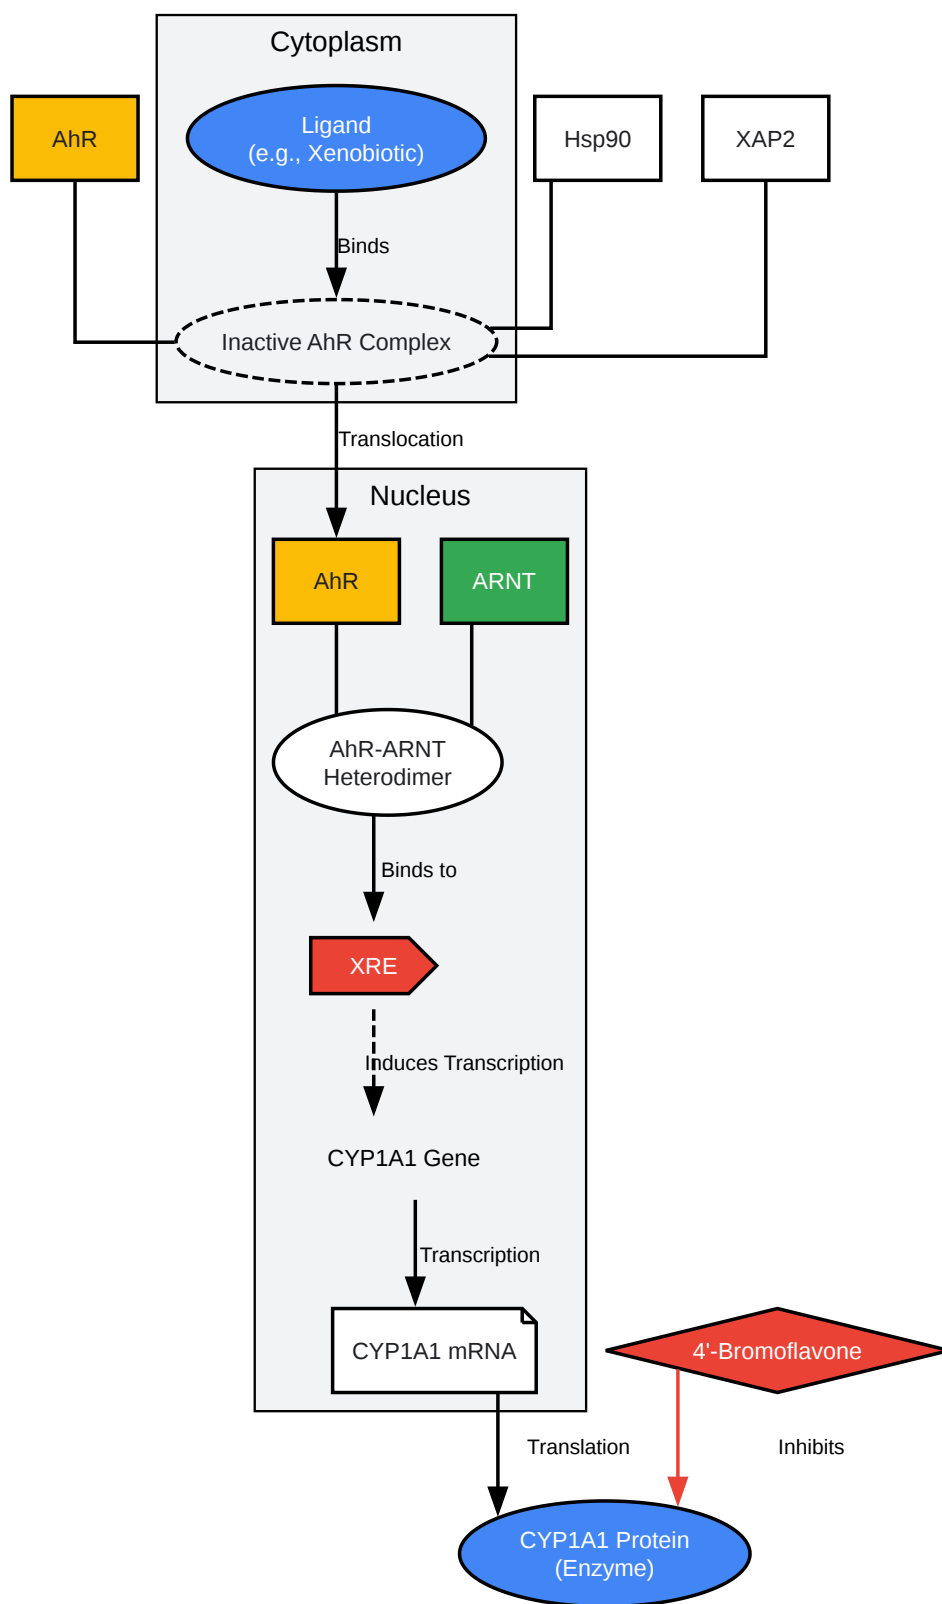 Cytoplasm
AhR
Ligand
(e.g., Xenobiotic)
Hsp90
XAP2
Binds
Inactive AhR Complex
Translocation
Nucleus
AhR
ARNT
AhR-ARNT
Heterodimer
Binds to
XRE
Induces Transcription
CYP1A1 Gene
Transcription
CYP1A1 mRNA
4'-Bromoflavone
Translation
Inhibits
CYP1A1 Protein
(Enzyme)